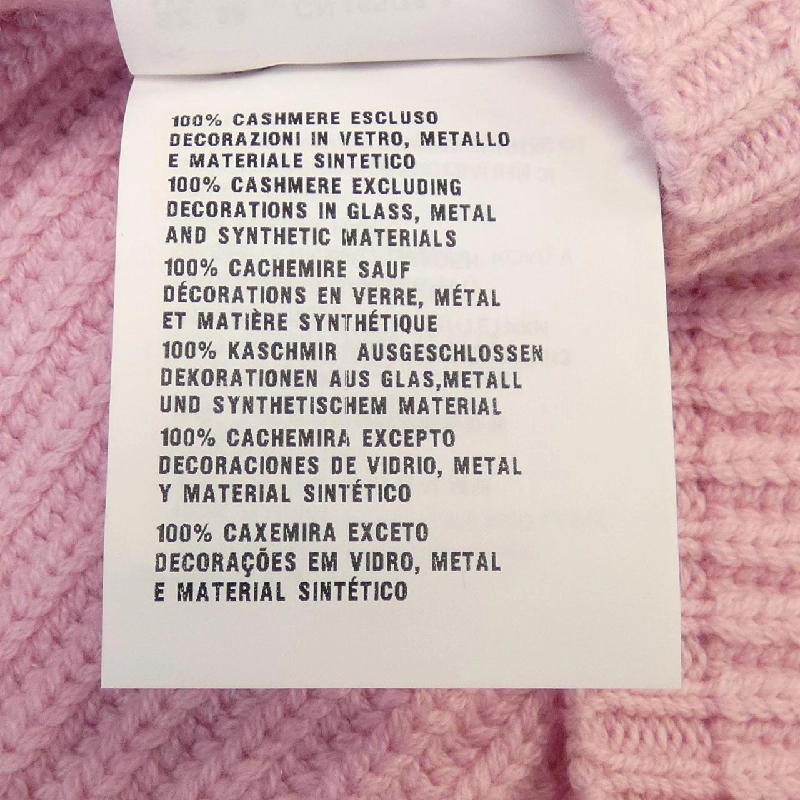 100% CASHMERE ESCLUSO
DECORAZIONI IN VETRO, METALLO
E MATERIALE SINTETICO
100% CASHMERE EXCLUDING
DECORATIONS IN GLASS, METAL
AND SYNTHETIC MATERIALS
100% CACHEMIRE SAUF
DÉCORATIONS EN VERRE, MÉTAL
ET MATIÈRE SYNTHÉTIQUE
100% KASCHMIR AUSGESCHLOSSEN
DEKORATIONEN AUS GLAS,METALL
UND SYNTHETISCHEM MATERIAL
100% CACHEMIRA EXCEPTO
DECORACIONES DE VIDRIO, METAL
Y MATERIAL SINTÉTICO
100% CAXEMIRA EXCETO
DECORAÇÕES EM VIDRO, METAL
E MATERIAL SINTÉTICO